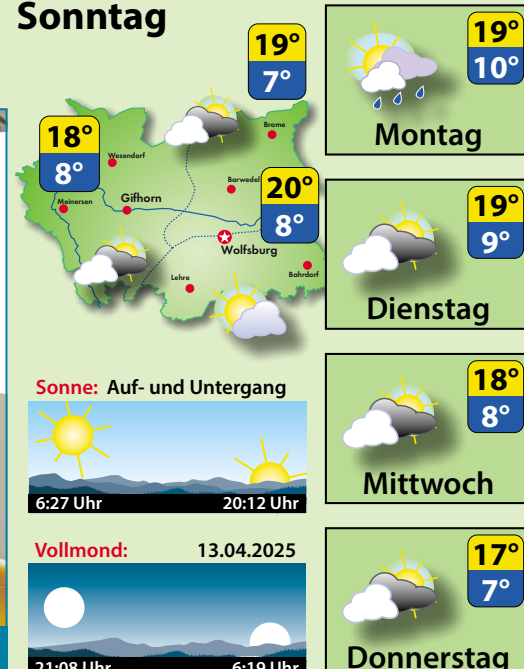 Sonntag
19°
7°
18°
8°
20°
8°
Brome
Wesendorf
Barwedel
Meinersen
Gifhorn
Wolfsburg
Bahrdorf
Lehre
Sonne: Auf- und Untergang
6:27 Uhr 20:12 Uhr
Vollmond: 13.04.2025
21:08 Uhr 6:19 Uhr
19°
10°
Montag
19°
9°
Dienstag
18°
8°
Mittwoch
17°
7°
Donnerstag